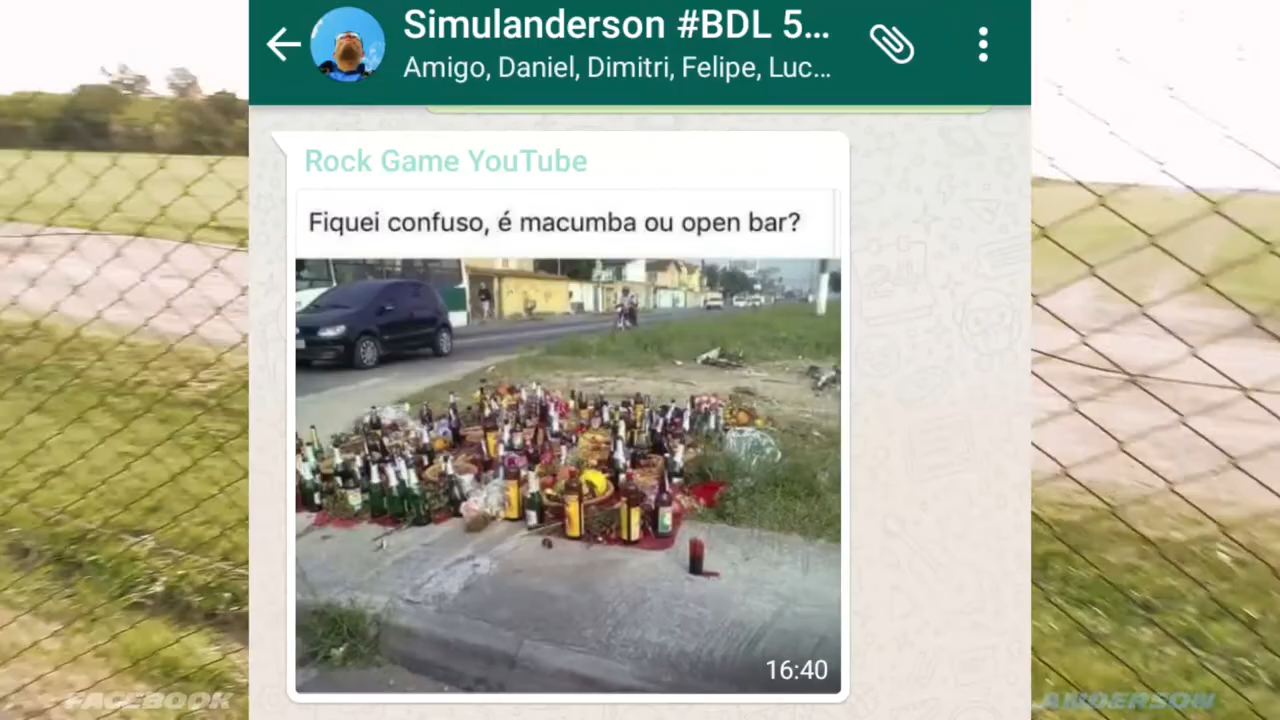 Simulanderson #BDL 5...
Amigo, Daniel, Dimitri, Felipe, Luc...
Rock Game YouTube
Fiquei confuso, é macumba ou open bar?
16:40
FACEBOOK
ANDERSON